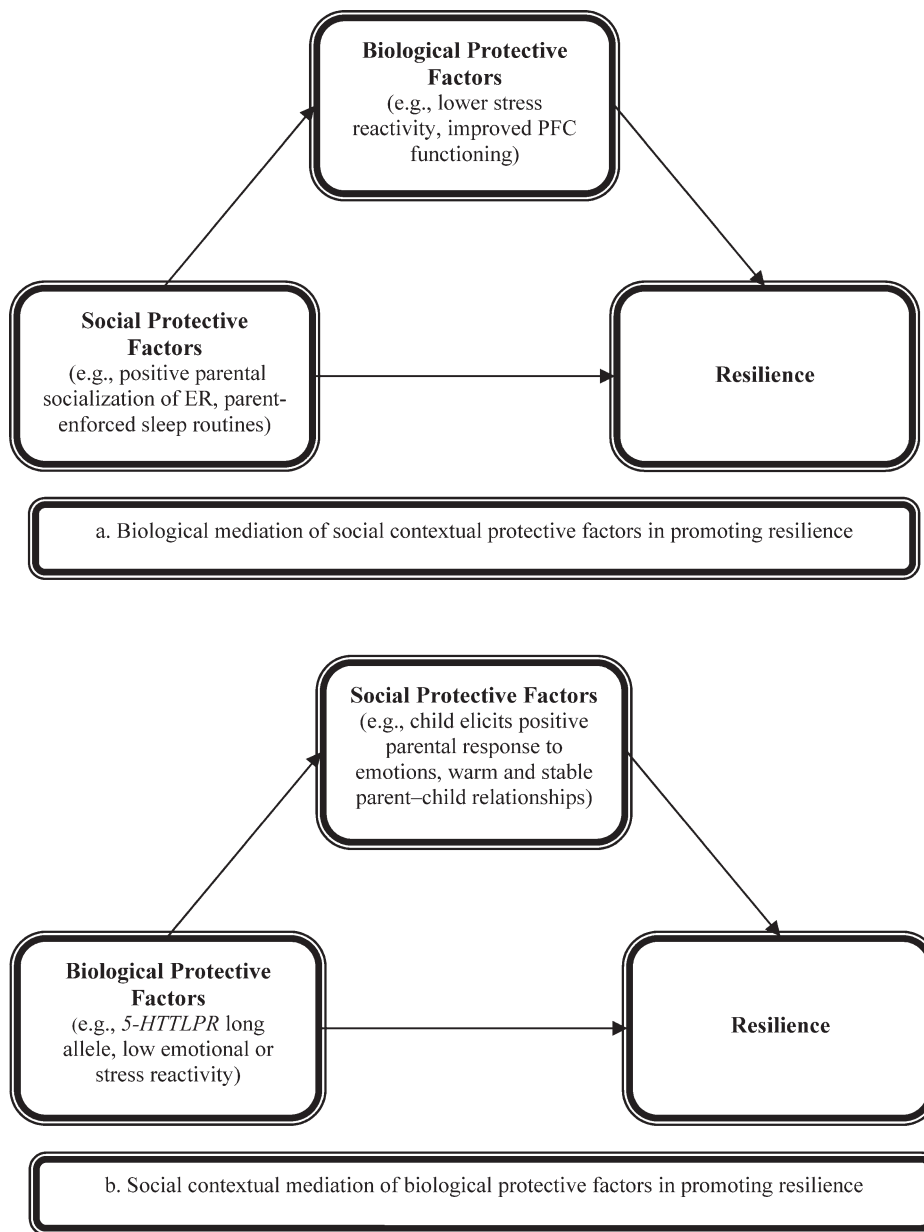 Biological Protective
Factors
(e.g., lower stress
reactivity, improved PFC
functioning)
Social Protective
Factors
(e.g., positive parental
socialization of ER, parent-
enforced sleep routines)
Resilience
a. Biological mediation of social contextual protective factors in promoting resilience
Social Protective Factors
(e.g., child elicits positive
parental response to
emotions, warm and stable
parent–child relationships)
Biological Protective
Factors
(e.g., 5-HTTLPR long
allele, low emotional or
stress reactivity)
Resilience
b. Social contextual mediation of biological protective factors in promoting resilience